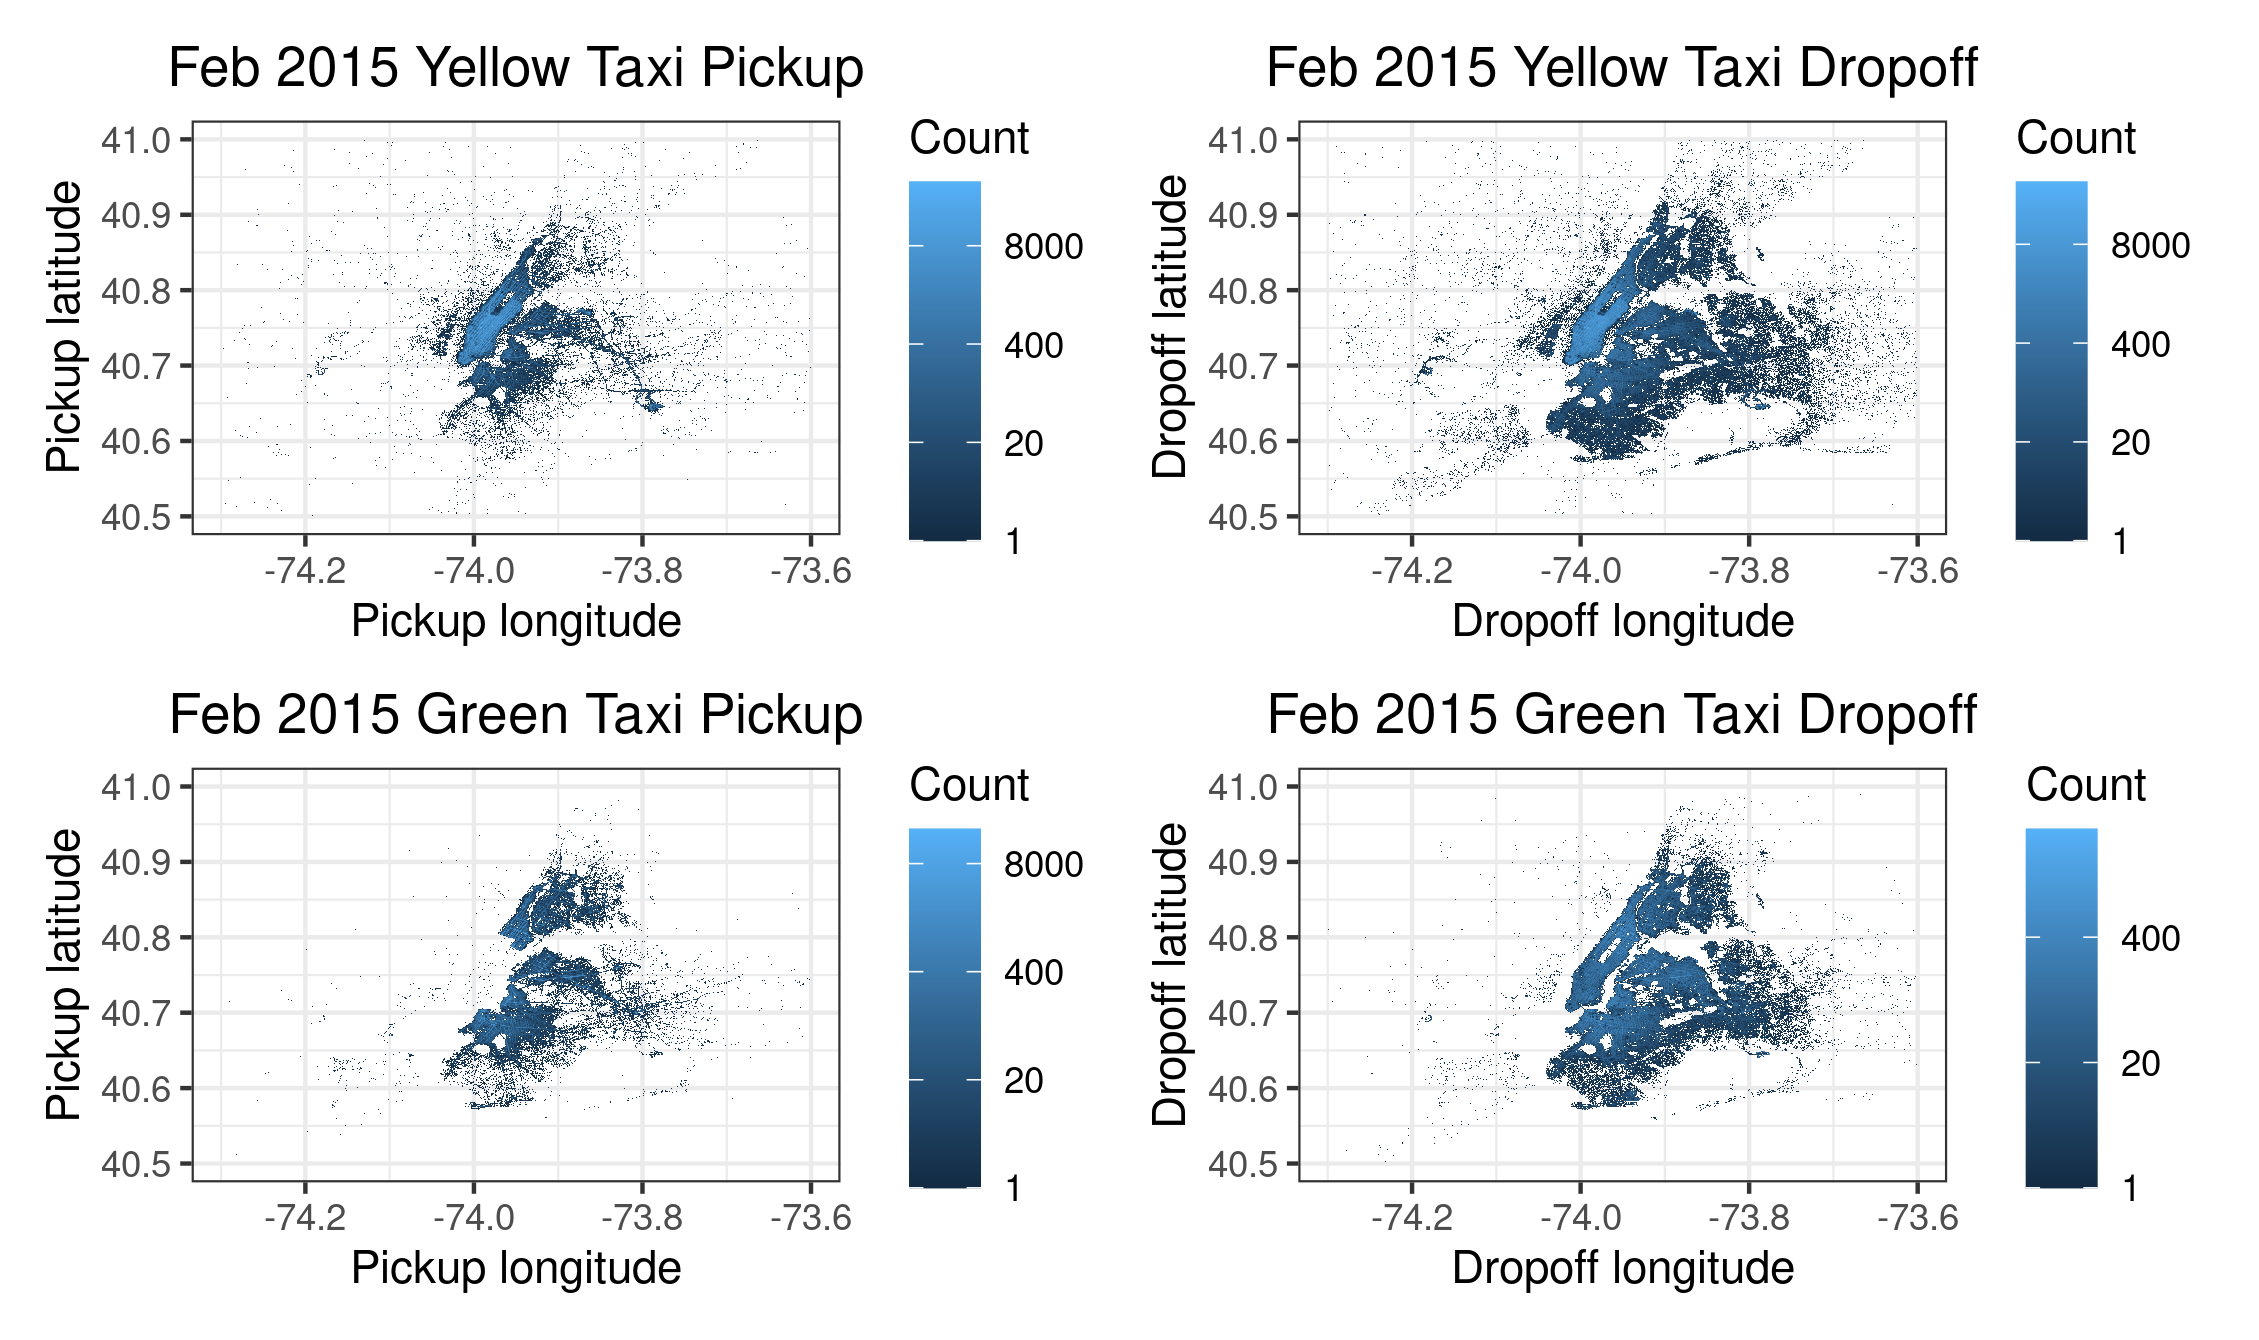 Feb 2015 Yellow Taxi Pickup
Pickup latitude
41.0
40.9
40.8
40.7
40.6
40.5
-74.2 -74.0 -73.8 -73.6
Pickup longitude
Count
8000
400
20
1
Feb 2015 Yellow Taxi Dropoff
Dropoff latitude
41.0
40.9
40.8
40.7
40.6
40.5
-74.2 -74.0 -73.8 -73.6
Dropoff longitude
Count
8000
400
20
1
Feb 2015 Green Taxi Pickup
Pickup latitude
41.0
40.9
40.8
40.7
40.6
40.5
-74.2 -74.0 -73.8 -73.6
Pickup longitude
Count
8000
400
20
1
Feb 2015 Green Taxi Dropoff
Dropoff latitude
41.0
40.9
40.8
40.7
40.6
40.5
-74.2 -74.0 -73.8 -73.6
Dropoff longitude
Count
400
20
1